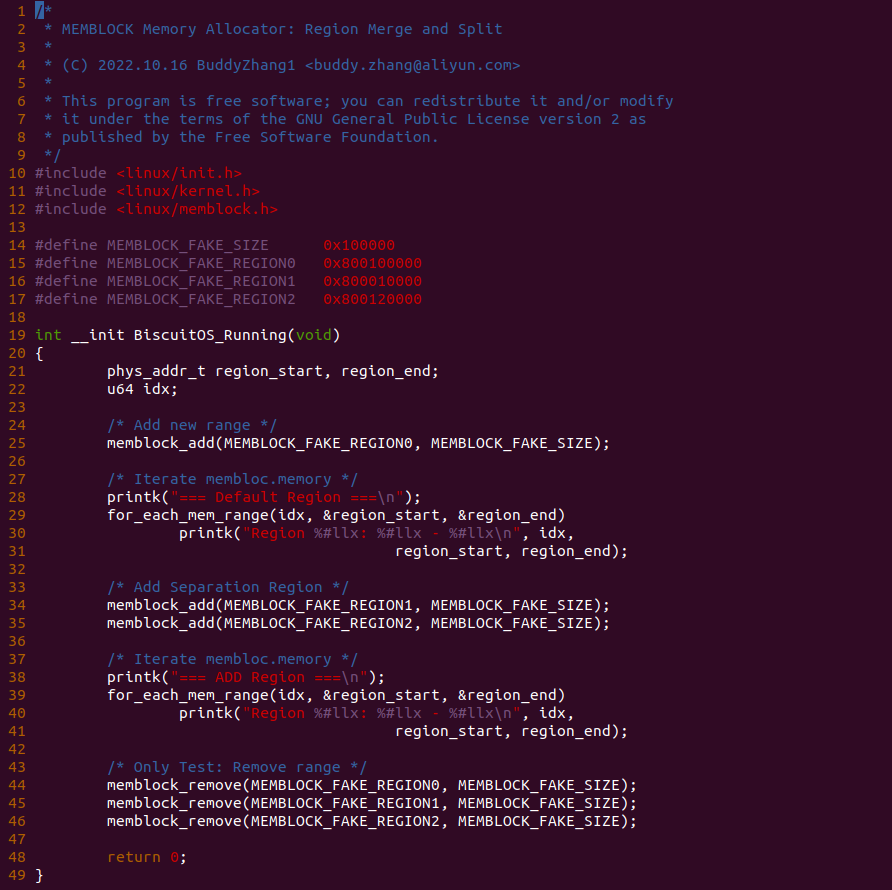 1 /*
2  * MEMBLOCK Memory Allocator: Region Merge and Split
3  *
4  * (C) 2022.10.16 BuddyZhang1 <buddy.zhang@aliyun.com>
5  *
6  * This program is free software; you can redistribute it and/or modify
7  * it under the terms of the GNU General Public License version 2 as
8  * published by the Free Software Foundation.
9  */
10 #include <linux/init.h>
11 #include <linux/kernel.h>
12 #include <linux/memblock.h>
13
14 #define MEMBLOCK_FAKE_SIZE      0x100000
15 #define MEMBLOCK_FAKE_REGION0   0x800100000
16 #define MEMBLOCK_FAKE_REGION1   0x800010000
17 #define MEMBLOCK_FAKE_REGION2   0x800120000
18
19 int __init BiscuitOS_Running(void)
20 {
21         phys_addr_t region_start, region_end;
22         u64 idx;
23
24         /* Add new range */
25         memblock_add(MEMBLOCK_FAKE_REGION0, MEMBLOCK_FAKE_SIZE);
26
27         /* Iterate membloc.memory */
28         printk("=== Default Region ===\n");
29         for_each_mem_range(idx, &region_start, &region_end)
30                 printk("Region %#llx: %#llx - %#llx\n", idx,
31                                         region_start, region_end);
32
33         /* Add Separation Region */
34         memblock_add(MEMBLOCK_FAKE_REGION1, MEMBLOCK_FAKE_SIZE);
35         memblock_add(MEMBLOCK_FAKE_REGION2, MEMBLOCK_FAKE_SIZE);
36
37         /* Iterate membloc.memory */
38         printk("=== ADD Region ===\n");
39         for_each_mem_range(idx, &region_start, &region_end)
40                 printk("Region %#llx: %#llx - %#llx\n", idx,
41                                         region_start, region_end);
42
43         /* Only Test: Remove range */
44         memblock_remove(MEMBLOCK_FAKE_REGION0, MEMBLOCK_FAKE_SIZE);
45         memblock_remove(MEMBLOCK_FAKE_REGION1, MEMBLOCK_FAKE_SIZE);
46         memblock_remove(MEMBLOCK_FAKE_REGION2, MEMBLOCK_FAKE_SIZE);
47
48         return 0;
49 }